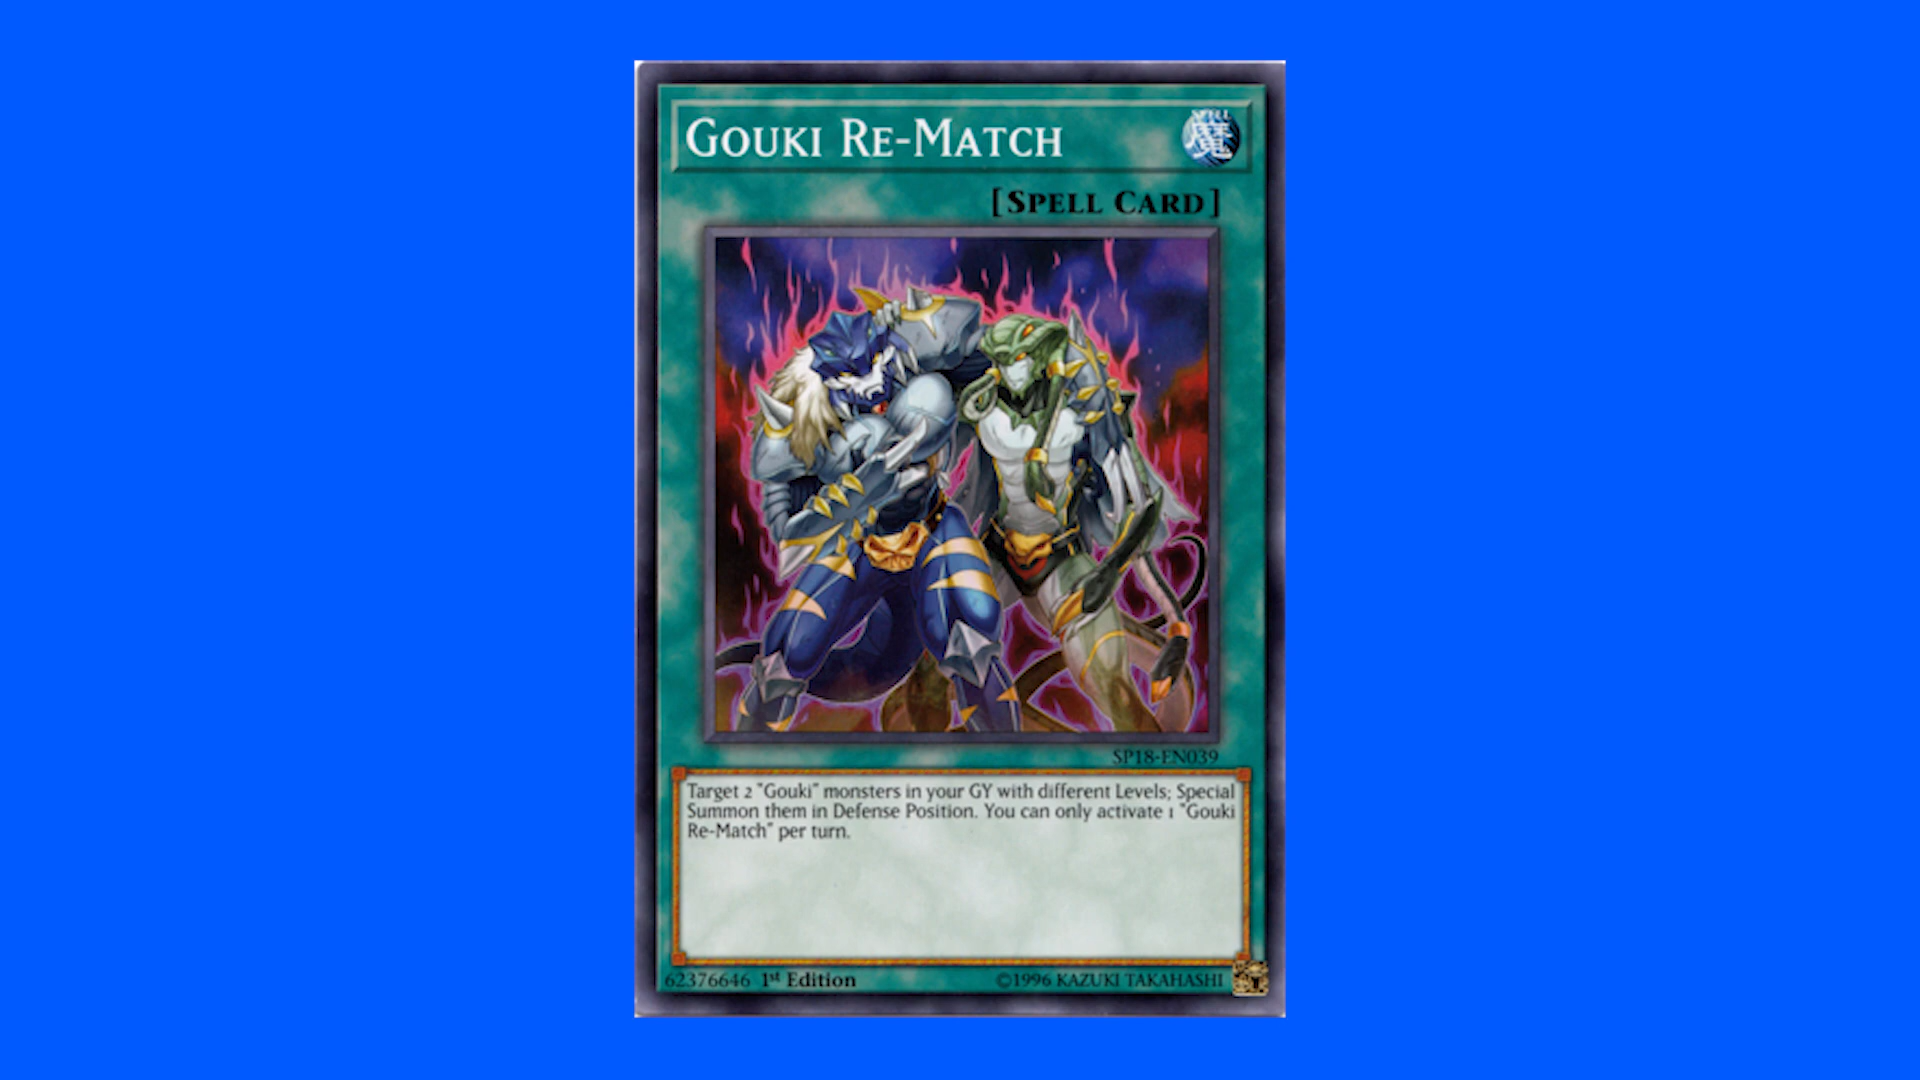 GOUKI RE-MATCH
SPELL
魔
[SPELL CARD]
SP18-EN039
Target 2 "Gouki" monsters in your GY with different Levels; Special
Summon them in Defense Position. You can only activate 1 "Gouki
Re-Match" per turn.
62376646 1st Edition
©1996 KAZUKI TAKAHASHI